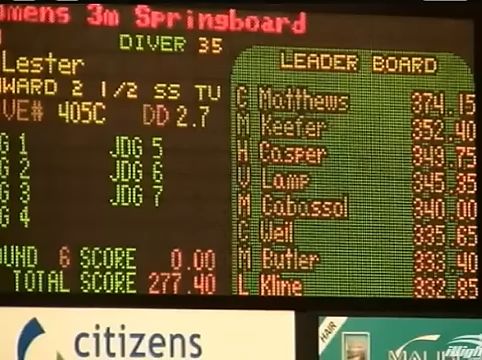 mens 3m Springboard
DIVER 35
Lester
WARD 2 1/2 SS TU
VE# 405C DD 2.7
G 1 JDG 5
G 2 JDG 6
G 3 JDG 7
G 4
UND 6 SCORE 0.00
TOTAL SCORE 277.40
LEADER BOARD
C Matthews 374.15
M Keefer 352.40
H Casper 349.75
V Lamp 345.35
M Cabassol 340.00
C Weil 335.65
M Butler 333.40
L Kline 332.85
citizens
HAIR